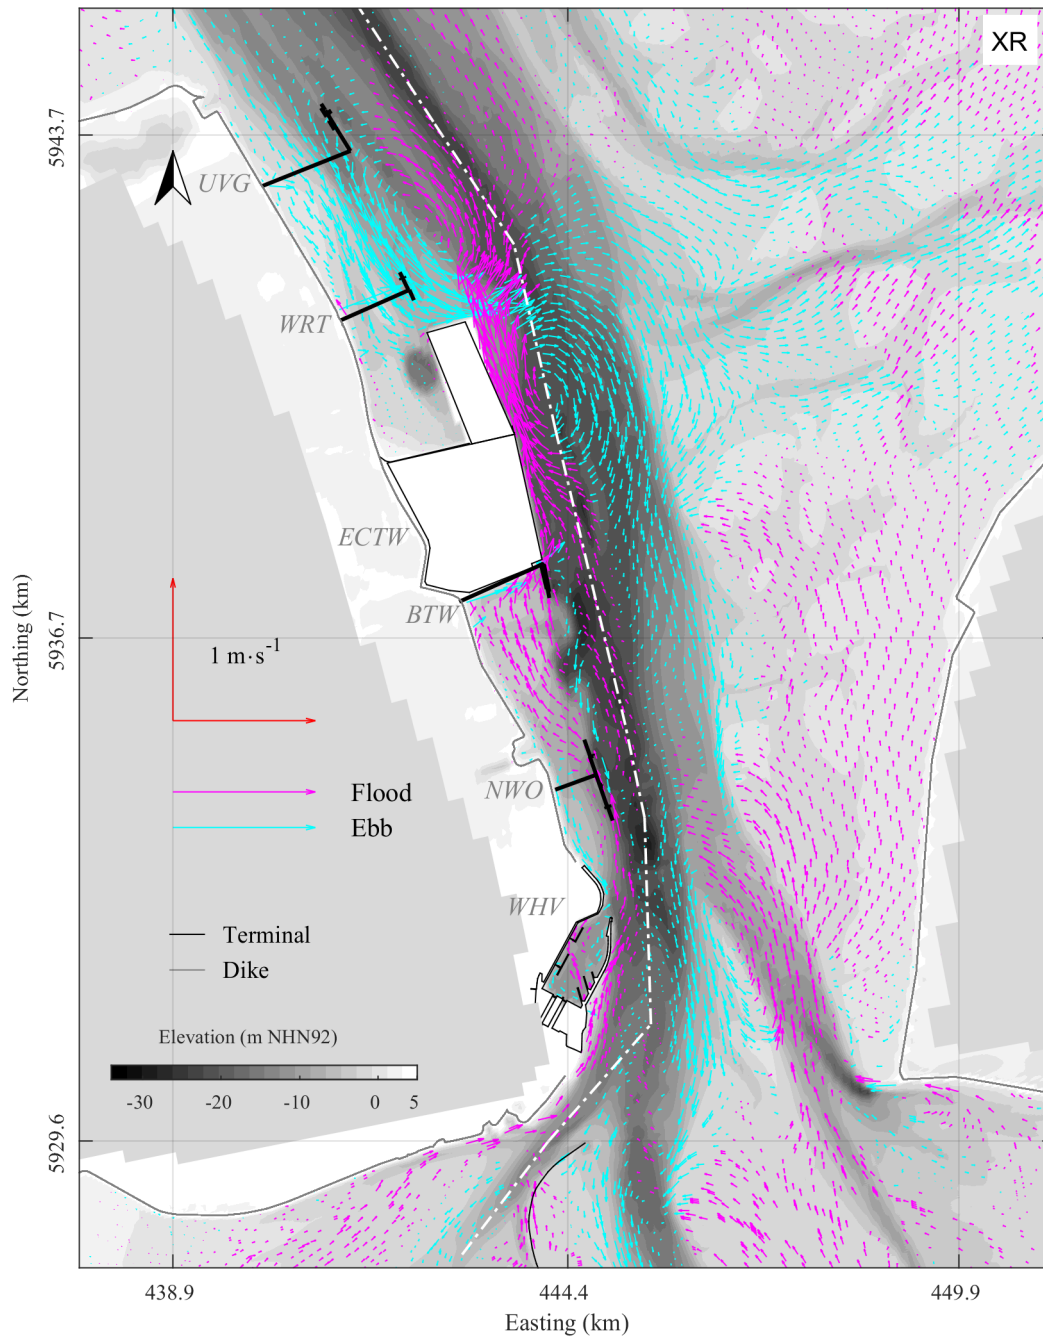 XR
5943.7
UVG
WRT
ECTW
BTW
5936.7
Northing (km)
1 m·s⁻¹
NWO
Flood
Ebb
WHV
Terminal
Dike
Elevation (m NHN92)
-30 -20 -10 0 5
5929.6
438.9 444.4 449.9
Easting (km)